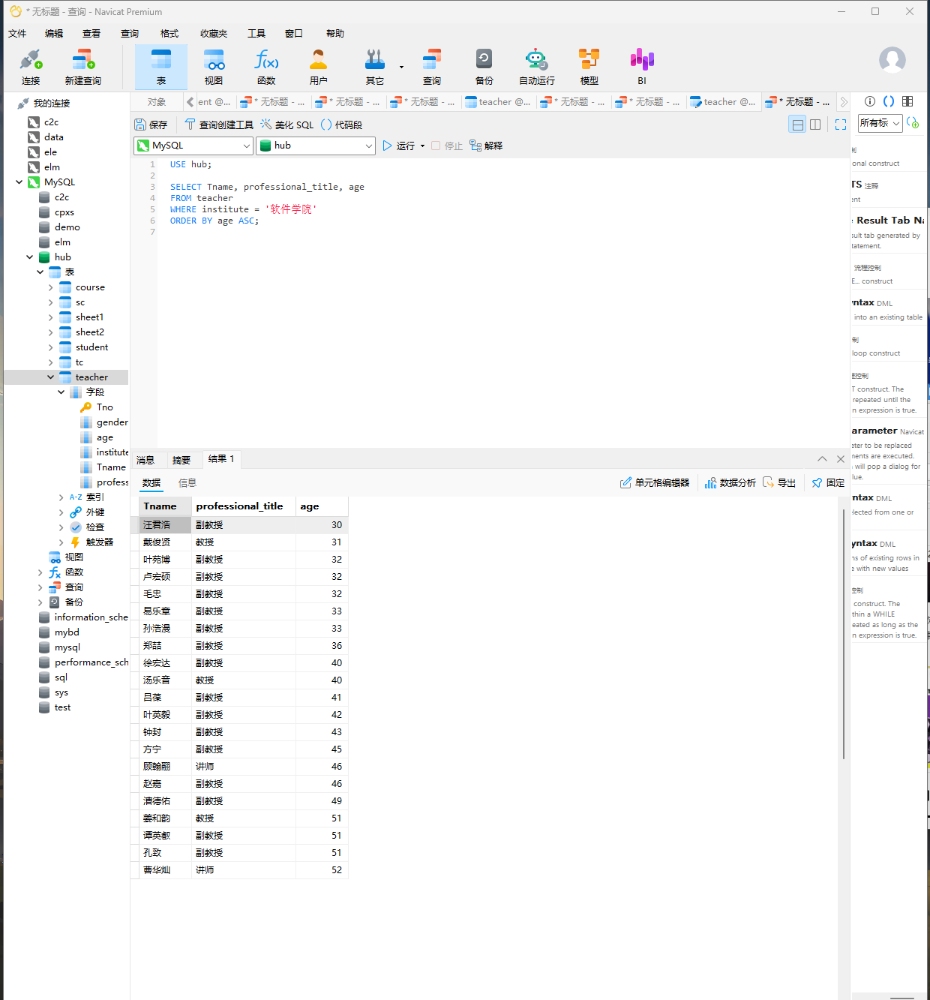 * 无标题 - 查询 - Navicat Premium
文件 编辑 查看 查询 格式 收藏夹 工具 窗口 帮助
连接 新建查询 表 视图 函数 用户 其它 查询 备份 自动运行 模型 BI
我的连接
c2c
data
ele
elm
MySQL
c2c
cpxs
demo
elm
hub
表
course
sc
sheet1
sheet2
student
tc
teacher
字段
Tno
gender
age
institute
Tname
profess
索引
外键
检查
触发器
视图
函数
查询
备份
information_sche
mybd
mysql
performance_sch
sql
sys
test
对象 ent @... * 无标题 - ... * 无标题 - ... * 无标题 - ... teacher @... * 无标题 - ... * 无标题 - ... teacher @... * 无标题 - ...
保存 查询创建工具 美化 SQL 代码段
MySQL hub 运行 停止 解释
1 USE hub;
2
3 SELECT Tname, professional_title, age
4 FROM teacher
5 WHERE institute = '软件学院'
6 ORDER BY age ASC;
7
消息 摘要 结果 1
数据 信息 单元格编辑器 数据分析 导出 固定
Tname professional_title age
汪君浩 副教授 30
戴俊贤 教授 31
叶苑博 副教授 32
卢宏硕 副教授 32
毛忠 副教授 32
易乐章 副教授 33
孙浩漫 副教授 33
郑喆 副教授 36
徐宏达 副教授 40
汤乐音 教授 40
吕葆 副教授 41
叶英毅 副教授 42
钟封 副教授 43
方宁 副教授 45
顾翰翮 讲师 46
赵嘉 副教授 46
漕德佑 副教授 49
姜和韵 教授 51
谭英叡 副教授 51
孔致 副教授 51
曹华灿 讲师 52
所有标
制
onal construct
TS 注释
ent
e Result Tab Na
sult tab generated by
tatement.
流程控制
E... construct
yntax DML
into an existing table
制
loop construct
程控制
T construct. The
repeated until the
n expression is true.
arameter Navicat
eter to be replaced
ments are executed.
will pop a dialog for
lue.
ntax DML
elected from one or
yntax DML
ns of existing rows in
e with new values
控制
construct. The
thin a WHILE
eated as long as the
n expression is true.